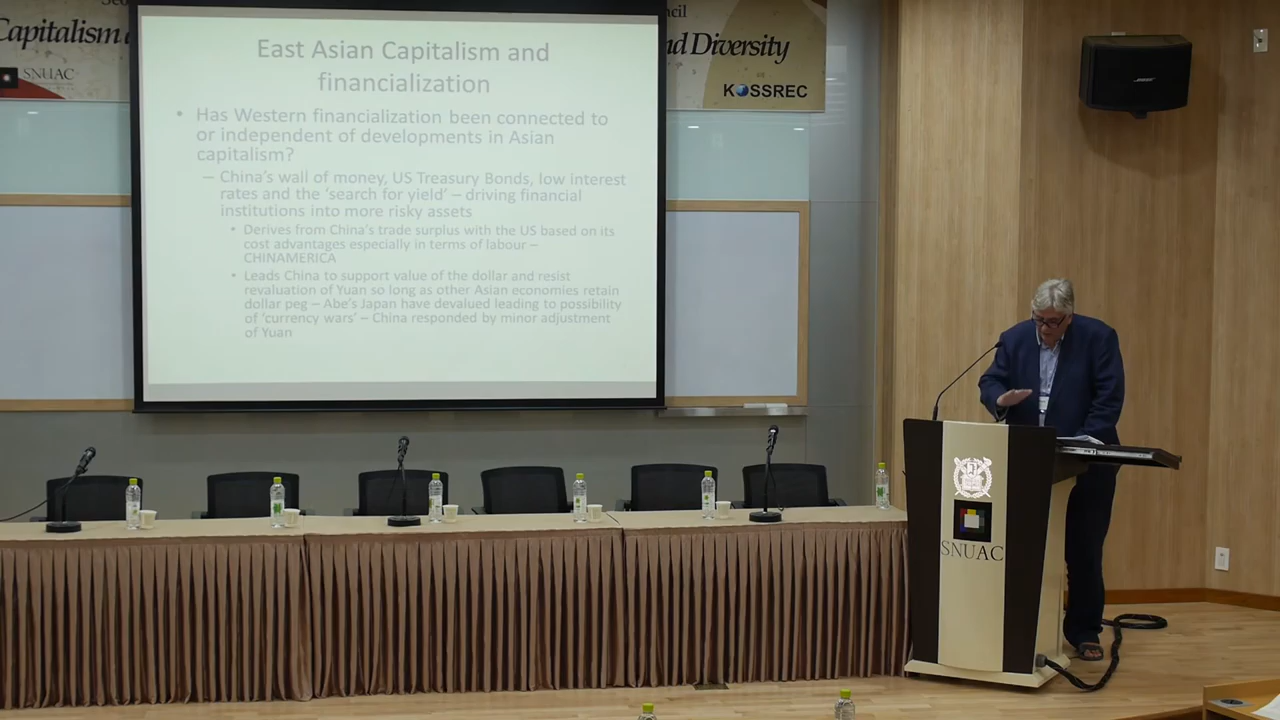 Capitalism
ncil
nd Diversity
SNUAC
KOSSREC
East Asian Capitalism and
financialization
• Has Western financialization been connected to
or independent of developments in Asian
capitalism?
– China's wall of money, US Treasury Bonds, low interest
rates and the 'search for yield' – driving financial
institutions into more risky assets
• Derives from China's trade surplus with the US based on its
cost advantages especially in terms of labour –
CHINAMERICA
• Leads China to support value of the dollar and resist
revaluation of Yuan so long as other Asian economies retain
dollar peg – Abe's Japan have devalued leading to possibility
of 'currency wars' – China responded by minor adjustment
of Yuan
BOSE
SNUAC